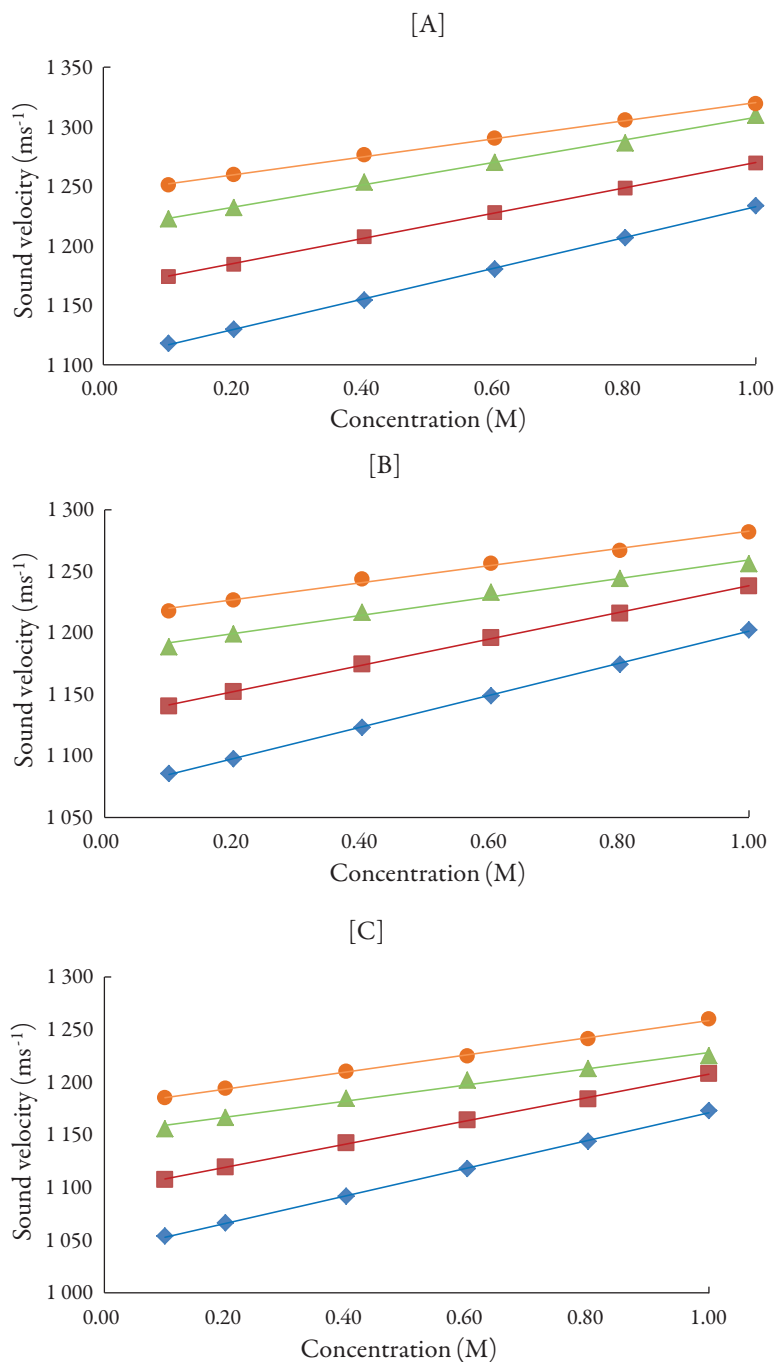 [A]
1 350
1 300
1 250
1 200
1 150
1 100
Sound velocity (ms⁻¹)
0.00 0.20 0.40 0.60 0.80 1.00
Concentration (M)
[B]
1 300
1 250
1 200
1 150
1 100
1 050
Sound velocity (ms⁻¹)
0.00 0.20 0.40 0.60 0.80 1.00
Concentration (M)
[C]
1 300
1 250
1 200
1 150
1 100
1 050
1 000
Sound velocity (ms⁻¹)
0.00 0.20 0.40 0.60 0.80 1.00
Concentration (M)